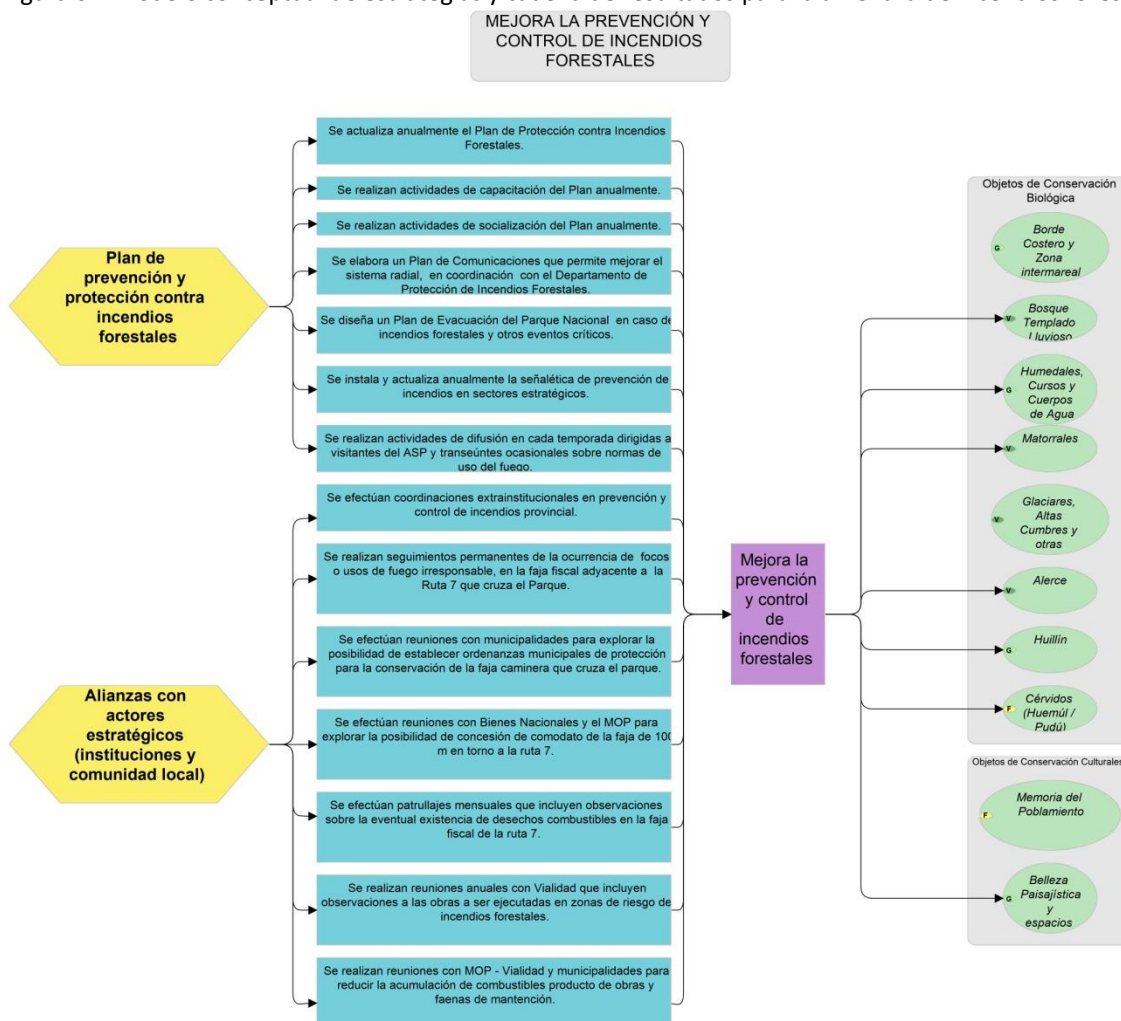 MEJORA LA PREVENCIÓN Y
CONTROL DE INCENDIOS
FORESTALES
Plan de
prevención y
protección contra
incendios
forestales
Alianzas con
actores
estratégicos
(instituciones y
comunidad local)
Se actualiza anualmente el Plan de Protección contra Incendios
Forestales.
Se realizan actividades de capacitación del Plan anualmente.
Se realizan actividades de socialización del Plan anualmente.
Se elabora un Plan de Comunicaciones que permite mejorar el
sistema radial, en coordinación con el Departamento de
Protección de Incendios Forestales.
Se diseña un Plan de Evacuación del Parque Nacional en caso de
incendios forestales y otros eventos críticos.
Se instala y actualiza anualmente la señalética de prevención de
incendios en sectores estratégicos.
Se realizan actividades de difusión en cada temporada dirigidas a
visitantes del ASP y transeúntes ocasionales sobre normas de
uso del fuego.
Se efectúan coordinaciones extrainstitucionales en prevención y
control de incendios provincial.
Se realizan seguimientos permanentes de la ocurrencia de focos
o usos de fuego irresponsable, en la faja fiscal adyacente a la
Ruta 7 que cruza el Parque.
Se efectúan reuniones con municipalidades para explorar la
posibilidad de establecer ordenanzas municipales de protección
para la conservación de la faja caminera que cruza el parque.
Se efectúan reuniones con Bienes Nacionales y el MOP para
explorar la posibilidad de concesión de comodato de la faja de 100
m en torno a la ruta 7.
Se efectúan patrullajes mensuales que incluyen observaciones
sobre la eventual existencia de desechos combustibles en la faja
fiscal de la ruta 7.
Se realizan reuniones anuales con Vialidad que incluyen
observaciones a las obras a ser ejecutadas en zonas de riesgo de
incendios forestales.
Se realizan reuniones con MOP - Vialidad y municipalidades para
reducir la acumulación de combustibles producto de obras y
faenas de mantención.
Mejora la
prevención
y control
de
incendios
forestales
Objetos de Conservación
Biológica
G
Borde
Costero y
Zona
intermareal
V
Bosque
Templado
Lluvioso
G
Humedales,
Cursos y
Cuerpos
de Agua
V
Matorrales
V
Glaciares,
Altas
Cumbres y
otras
V
Alerce
G
Huillín
F
Cérvidos
(Huemúl /
Pudú)
Objetos de Conservación Culturales
F
Memoria del
Poblamiento
G
Belleza
Paisajística
y
espacios